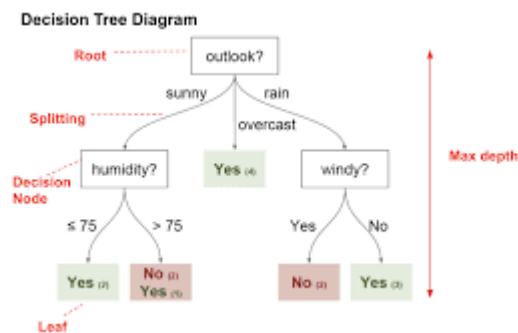 Decision Tree Diagram
Root
outlook?
sunny
rain
Splitting
overcast
humidity?
Yes (4)
windy?
Max depth
Decision
Node
≤ 75
> 75
Yes
No
Yes (2)
No (2)
Yes (1)
No (2)
Yes (3)
Leaf